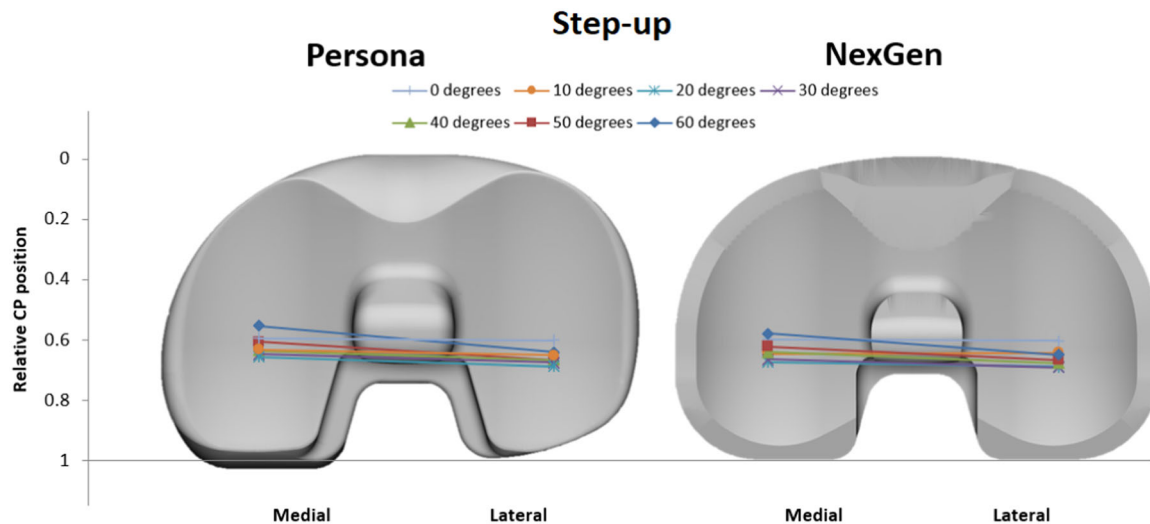 Step-up
Persona
NexGen
0 degrees 10 degrees 20 degrees 30 degrees
40 degrees 50 degrees 60 degrees
Relative CP position
0
0.2
0.4
0.6
0.8
1
Medial Lateral Medial Lateral